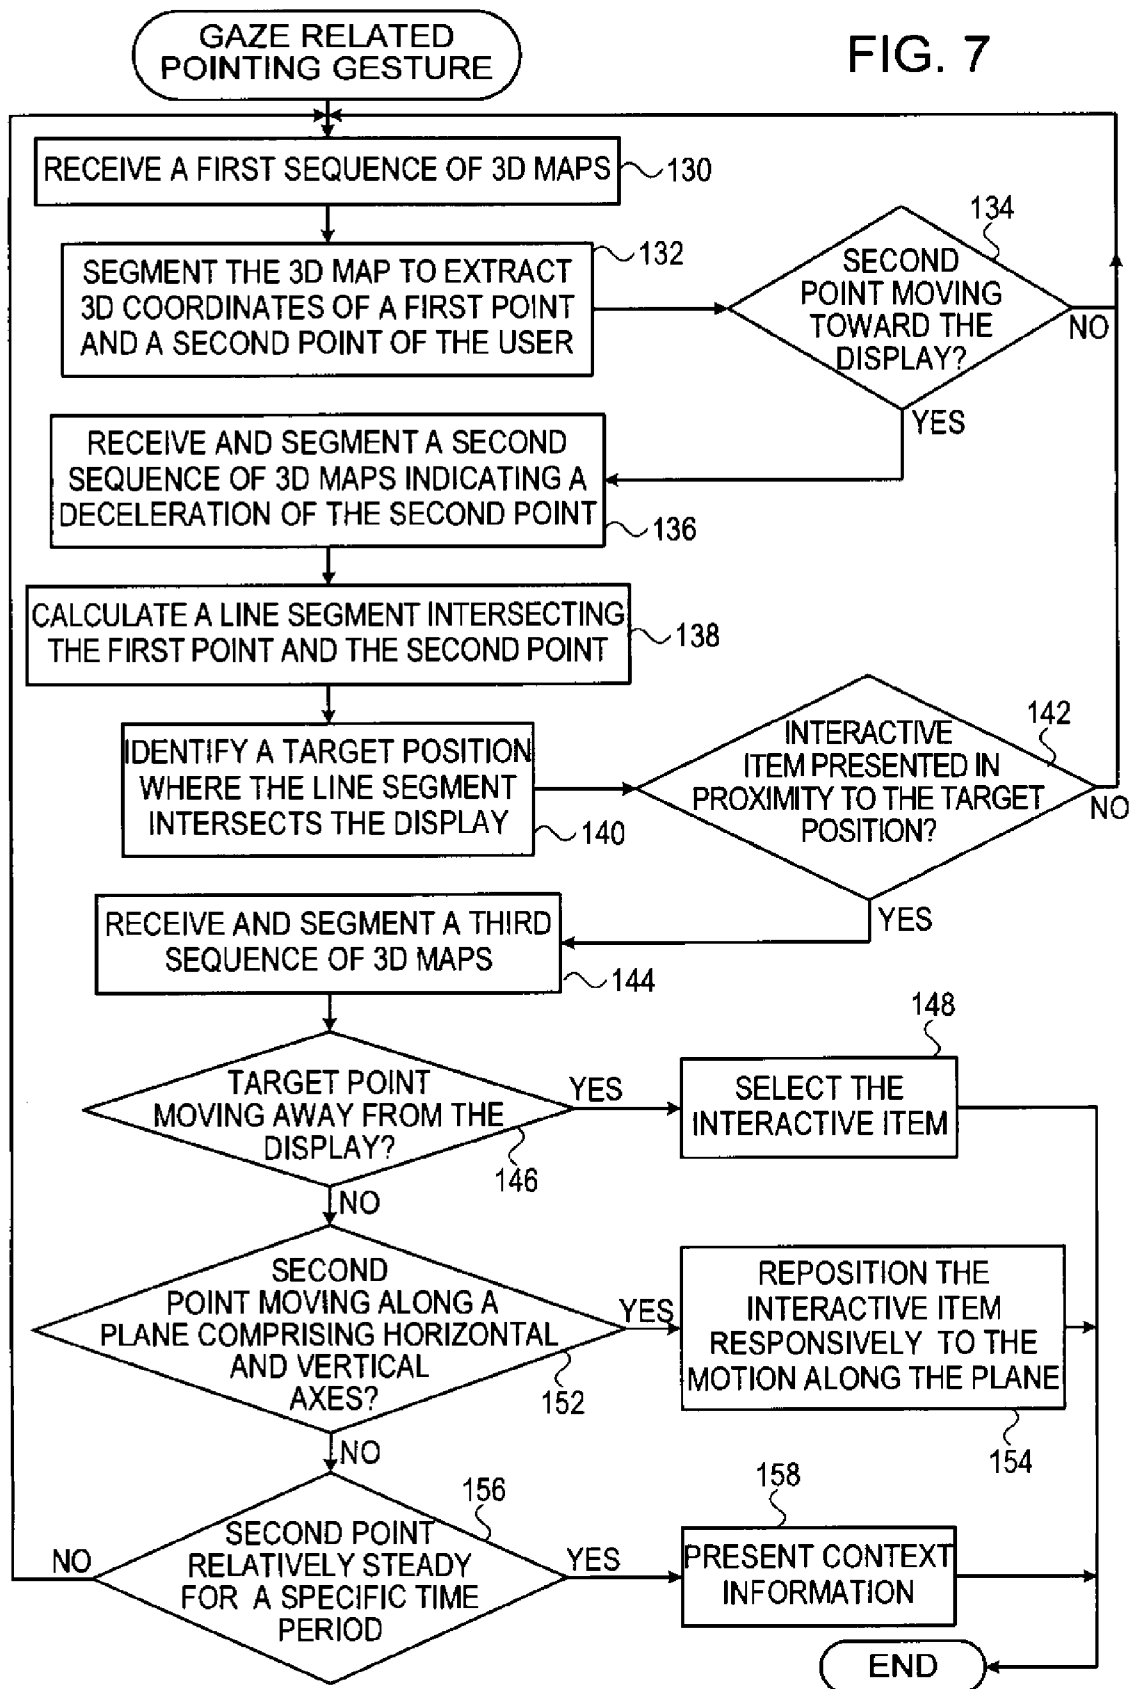 GAZE RELATED
POINTING GESTURE
FIG. 7
RECEIVE A FIRST SEQUENCE OF 3D MAPS
130
SEGMENT THE 3D MAP TO EXTRACT
3D COORDINATES OF A FIRST POINT
AND A SECOND POINT OF THE USER
132
SECOND
POINT MOVING
TOWARD THE
DISPLAY?
134
NO
YES
RECEIVE AND SEGMENT A SECOND
SEQUENCE OF 3D MAPS INDICATING A
DECELERATION OF THE SECOND POINT
136
CALCULATE A LINE SEGMENT INTERSECTING
THE FIRST POINT AND THE SECOND POINT
138
IDENTIFY A TARGET POSITION
WHERE THE LINE SEGMENT
INTERSECTS THE DISPLAY
140
INTERACTIVE
ITEM PRESENTED IN
PROXIMITY TO THE TARGET
POSITION?
142
NO
YES
RECEIVE AND SEGMENT A THIRD
SEQUENCE OF 3D MAPS
144
TARGET POINT
MOVING AWAY FROM THE
DISPLAY?
146
YES
SELECT THE
INTERACTIVE ITEM
148
NO
SECOND
POINT MOVING ALONG A
PLANE COMPRISING HORIZONTAL
AND VERTICAL
AXES?
152
YES
REPOSITION THE
INTERACTIVE ITEM
RESPONSIVELY TO THE
MOTION ALONG THE PLANE
154
NO
SECOND POINT
RELATIVELY STEADY
FOR A SPECIFIC TIME
PERIOD
156
NO
YES
PRESENT CONTEXT
INFORMATION
158
END